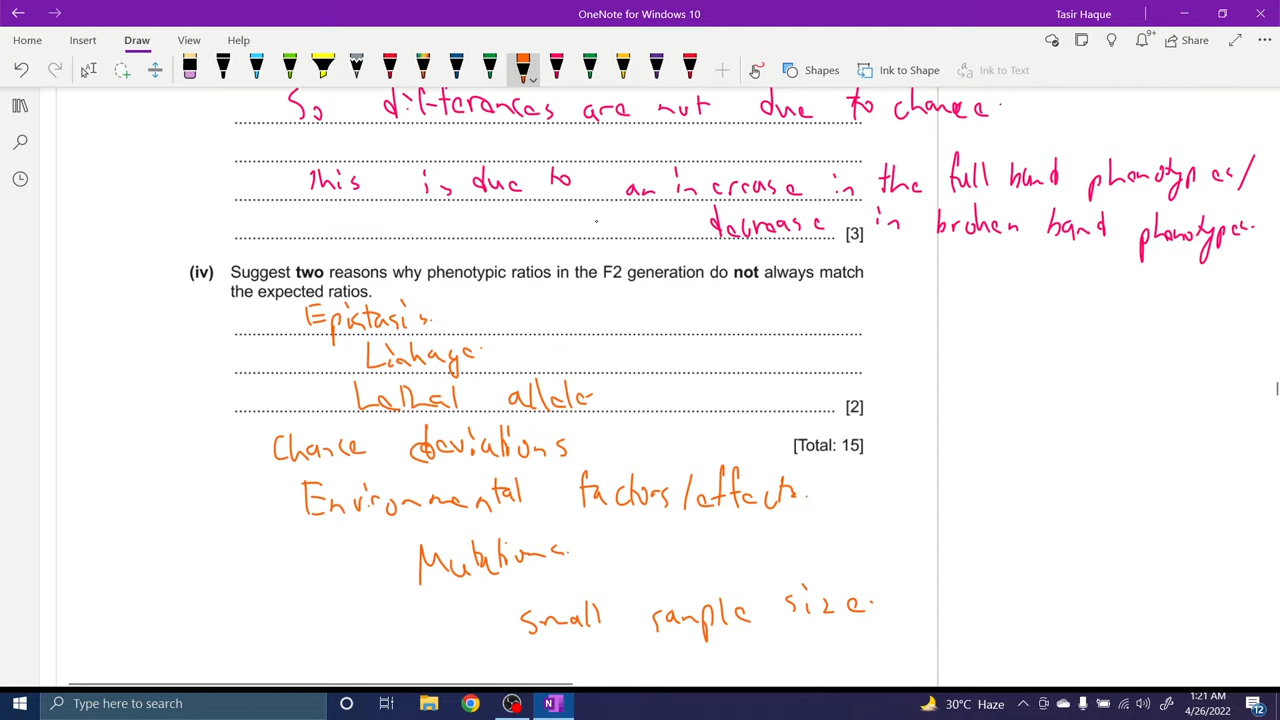 OneNote for Windows 10
Tasir Haque
Home Insert Draw View Help
Share
Shapes
Ink to Shape
Ink to Text
So differences are not due to chance.
This is due to an increase in the full band phenotypes/
decrease in broken band phenotypes.
[3]
(iv) Suggest two reasons why phenotypic ratios in the F2 generation do not always match
the expected ratios.
Epistasis.
Linkage.
Lethal allele
[2]
Chance deviations
[Total: 15]
Environmental factors/effects.
Mutations.
small sample size.
Type here to search
30°C Haze
1:21 AM
4/26/2022
12